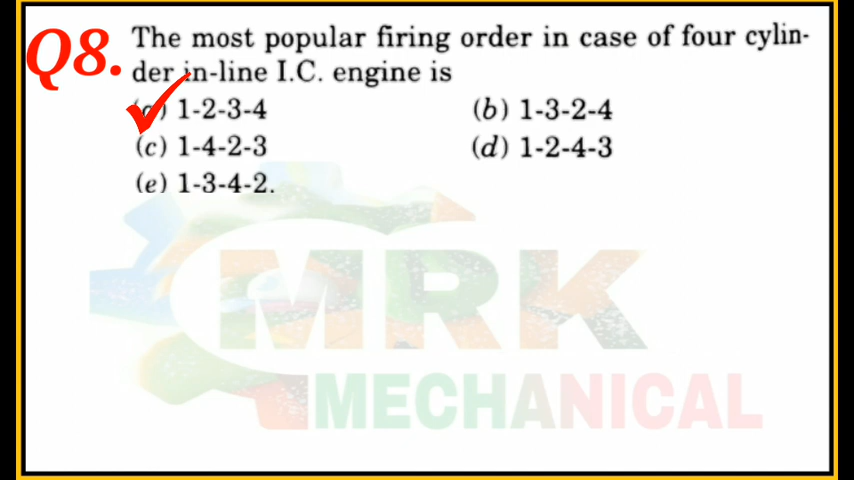 Q8. The most popular firing order in case of four cylin-
der in-line I.C. engine is
(a) 1-2-3-4 (b) 1-3-2-4
(c) 1-4-2-3 (d) 1-2-4-3
(e) 1-3-4-2.
MRK
MECHANICAL